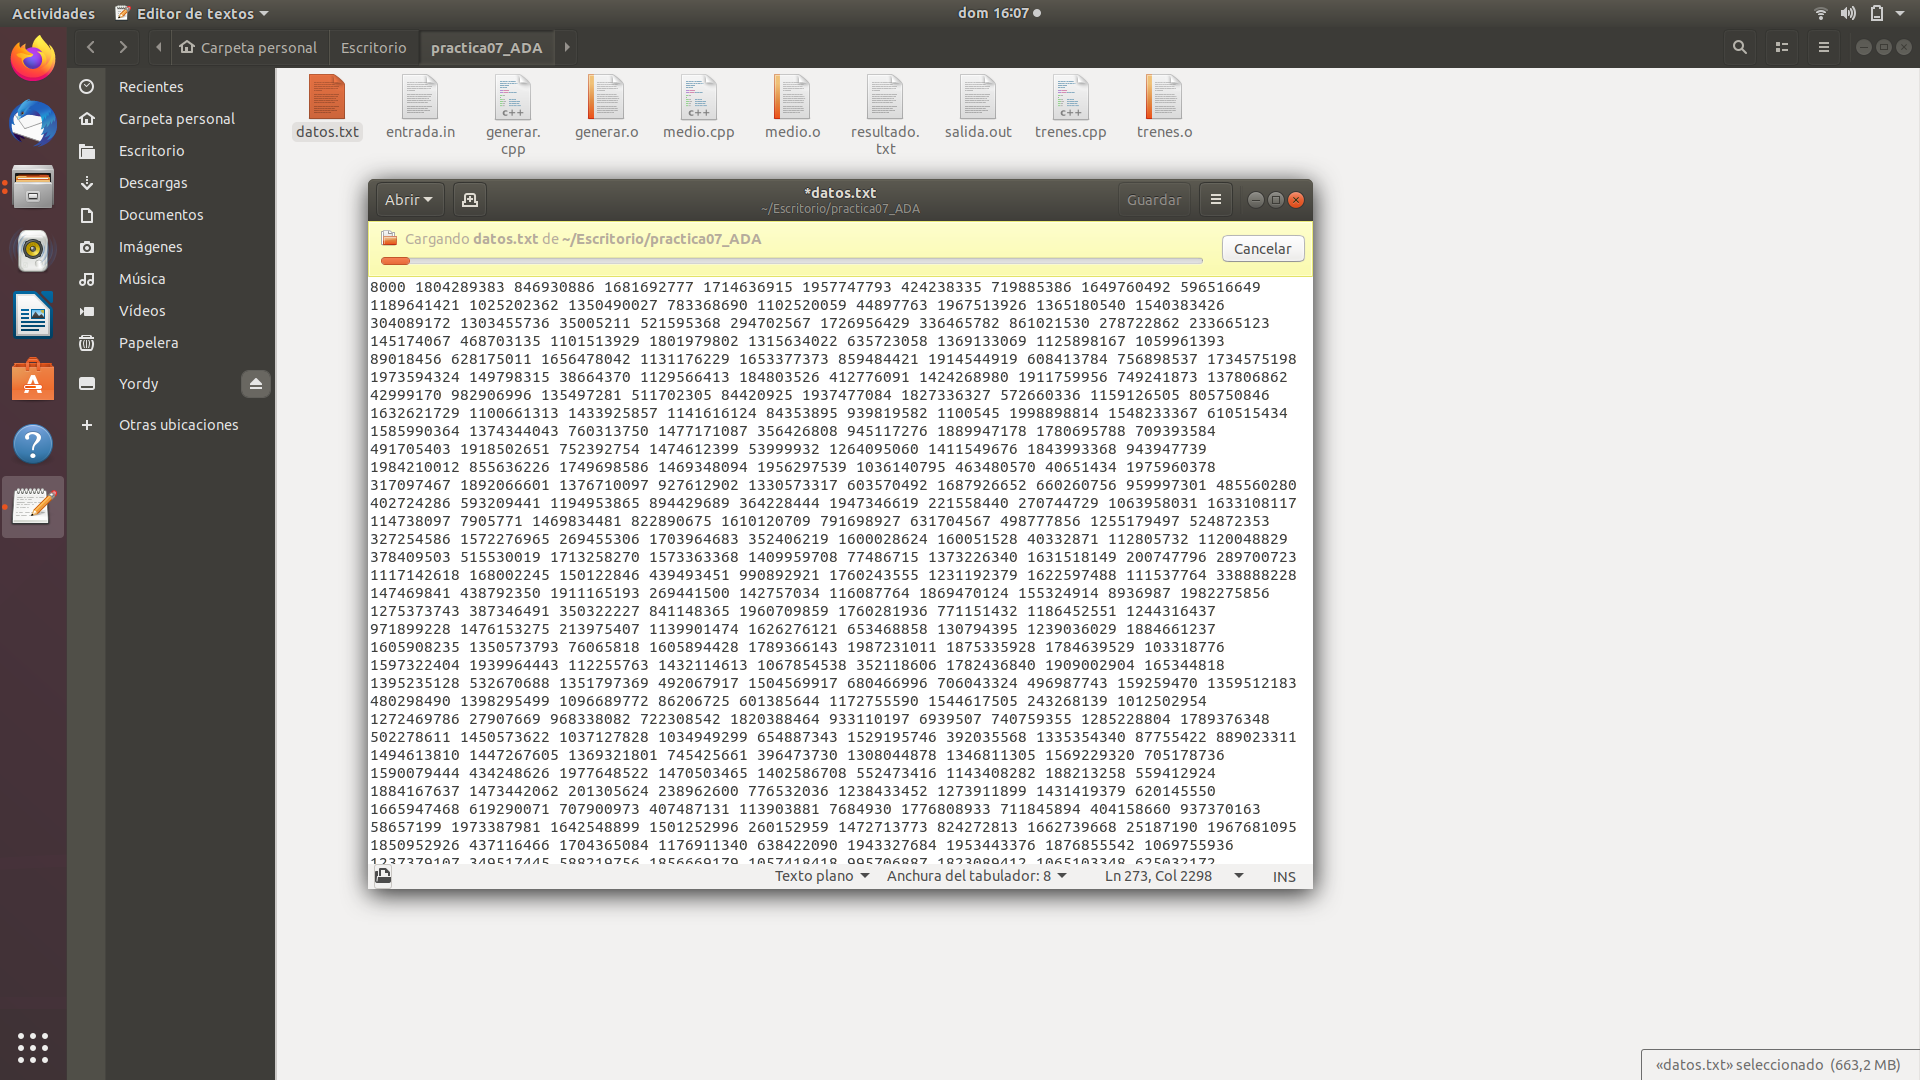 Actividades
Editor de textos
dom 16:07
Carpeta personal
Escritorio
practica07_ADA
Recientes
Carpeta personal
Escritorio
Descargas
Documentos
Imágenes
Música
Vídeos
Papelera
Yordy
Otras ubicaciones
datos.txt
entrada.in
generar.
cpp
generar.o
medio.cpp
medio.o
resultado.
txt
salida.out
trenes.cpp
trenes.o
Abrir
*datos.txt
~/Escritorio/practica07_ADA
Guardar
Cargando datos.txt de ~/Escritorio/practica07_ADA
Cancelar
8000 1804289383 846930886 1681692777 1714636915 1957747793 424238335 719885386 1649760492 596516649
1189641421 1025202362 1350490027 783368690 1102520059 44897763 1967513926 1365180540 1540383426
304089172 1303455736 35005211 521595368 294702567 1726956429 336465782 861021530 278722862 233665123
145174067 468703135 1101513929 1801979802 1315634022 635723058 1369133069 1125898167 1059961393
89018456 628175011 1656478042 1131176229 1653377373 859484421 1914544919 608413784 756898537 1734575198
1973594324 149798315 38664370 1129566413 184803526 412776091 1424268980 1911759956 749241873 137806862
42999170 982906996 135497281 511702305 84420925 1937477084 1827336327 572660336 1159126505 805750846
1632621729 1100661313 1433925857 1141616124 84353895 939819582 1100545 1998898814 1548233367 610515434
1585990364 1374344043 760313750 1477171087 356426808 945117276 1889947178 1780695788 709393584
491705403 1918502651 752392754 1474612399 53999932 1264095060 1411549676 1843993368 943947739
1984210012 855636226 1749698586 1469348094 1956297539 1036140795 463480570 40651434 1975960378
317097467 1892066601 1376710097 927612902 1330573317 603570492 1687926652 660260756 959997301 485560280
402724286 593209441 1194953865 894429689 364228444 1947346619 221558440 270744729 1063958031 1633108117
114738097 7905771 1469834481 822890675 1610120709 791698927 631704567 498777856 1255179497 524872353
327254586 1572276965 269455306 1703964683 352406219 1600028624 160051528 40332871 112805732 1120048829
378409503 515530019 1713258270 1573363368 1409959708 77486715 1373226340 1631518149 200747796 289700723
1117142618 168002245 150122846 439493451 990892921 1760243555 1231192379 1622597488 111537764 338888228
147469841 438792350 1911165193 269441500 142757034 116087764 1869470124 155324914 8936987 1982275856
1275373743 387346491 350322227 841148365 1960709859 1760281936 771151432 1186452551 1244316437
971899228 1476153275 213975407 1139901474 1626276121 653468858 130794395 1239036029 1884661237
1605908235 1350573793 76065818 1605894428 1789366143 1987231011 1875335928 1784639529 103318776
1597322404 1939964443 112255763 1432114613 1067854538 352118606 1782436840 1909002904 165344818
1395235128 532670688 1351797369 492067917 1504569917 680466996 706043324 496987743 159259470 1359512183
480298490 1398295499 1096689772 86206725 601385644 1172755590 1544617505 243268139 1012502954
1272469786 27907669 968338082 722308542 1820388464 933110197 6939507 740759355 1285228804 1789376348
502278611 1450573622 1037127828 1034949299 654887343 1529195746 392035568 1335354340 87755422 889023311
1494613810 1447267605 1369321801 745425661 396473730 1308044878 1346811305 1569229320 705178736
1590079444 434248626 1977648522 1470503465 1402586708 552473416 1143408282 188213258 559412924
1884167637 1473442062 201305624 238962600 776532036 1238433452 1273911899 1431419379 620145550
1665947468 619290071 707900973 407487131 113903881 7684930 1776808933 711845894 404158660 937370163
58657199 1973387981 1642548899 1501252996 260152959 1472713773 824272813 1662739668 25187190 1967681095
1850952926 437116466 1704365084 1176911340 638422090 1943327684 1953443376 1876855542 1069755936
1237379107 349517445 588219756 1856669179 1057418418 995706887 1823089412 1065103348 625032172
Texto plano
Anchura del tabulador: 8
Ln 273, Col 2298
INS
«datos.txt» seleccionado (663,2 MB)